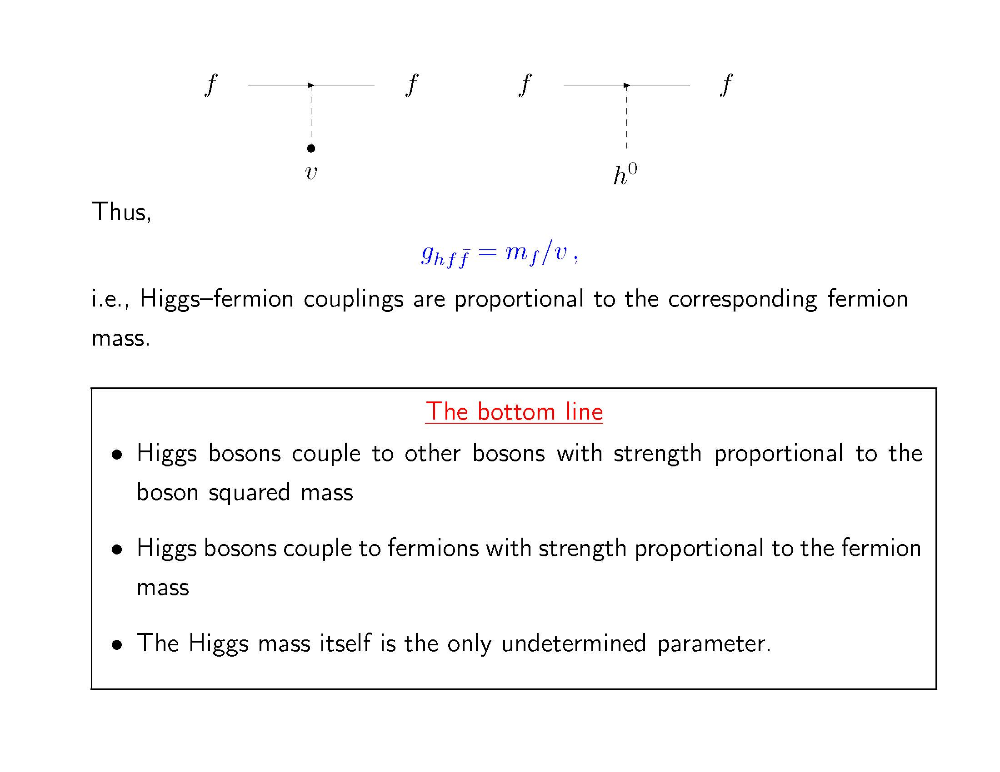 f f f f
v h⁰
Thus,
g_{hf\bar{f}} = m_f/v ,
i.e., Higgs–fermion couplings are proportional to the corresponding fermion
mass.
The bottom line
• Higgs bosons couple to other bosons with strength proportional to the
boson squared mass
• Higgs bosons couple to fermions with strength proportional to the fermion
mass
• The Higgs mass itself is the only undetermined parameter.